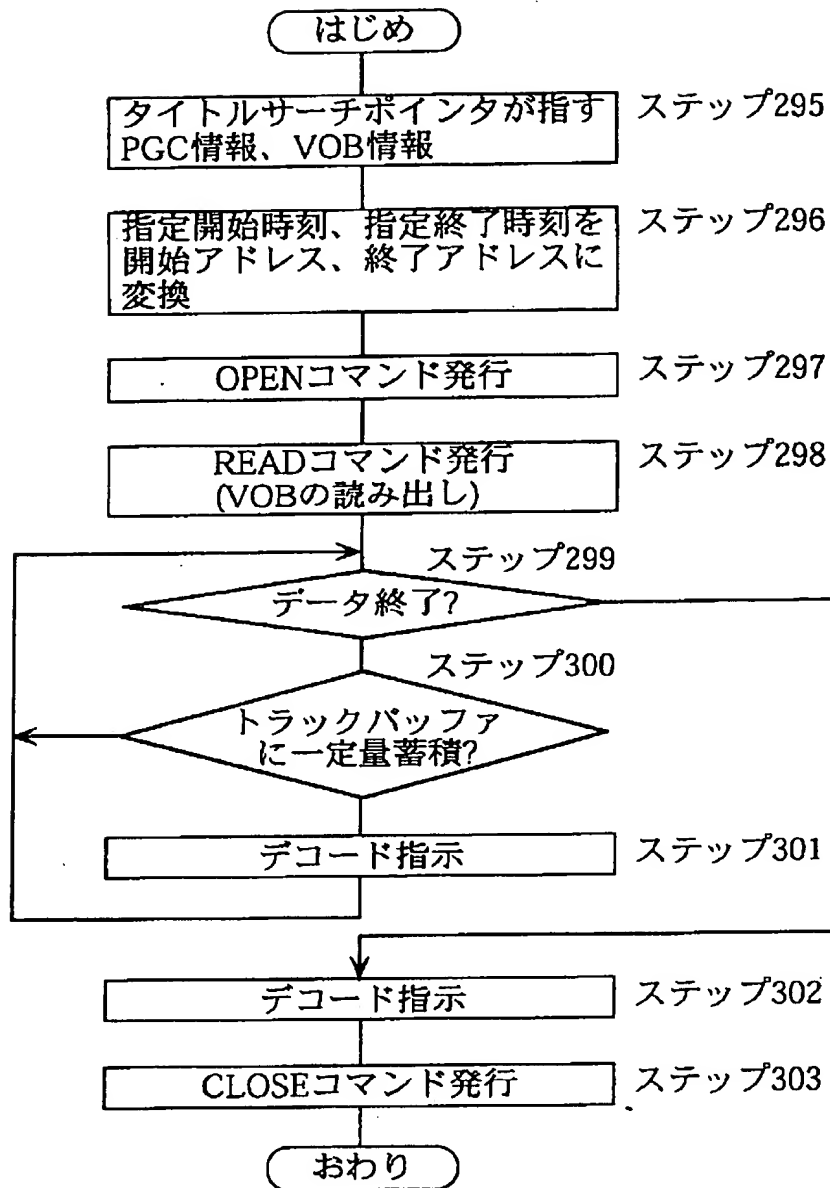 はじめ
タイトルサーチポインタが指す
PGC情報、VOB情報
ステップ295
指定開始時刻、指定終了時刻を
開始アドレス、終了アドレスに
変換
ステップ296
OPENコマンド発行
ステップ297
READコマンド発行
(VOBの読み出し)
ステップ298
ステップ299
データ終了?
ステップ300
トラックバッファ
に一定量蓄積?
デコード指示
ステップ301
デコード指示
ステップ302
CLOSEコマンド発行
ステップ303
おわり